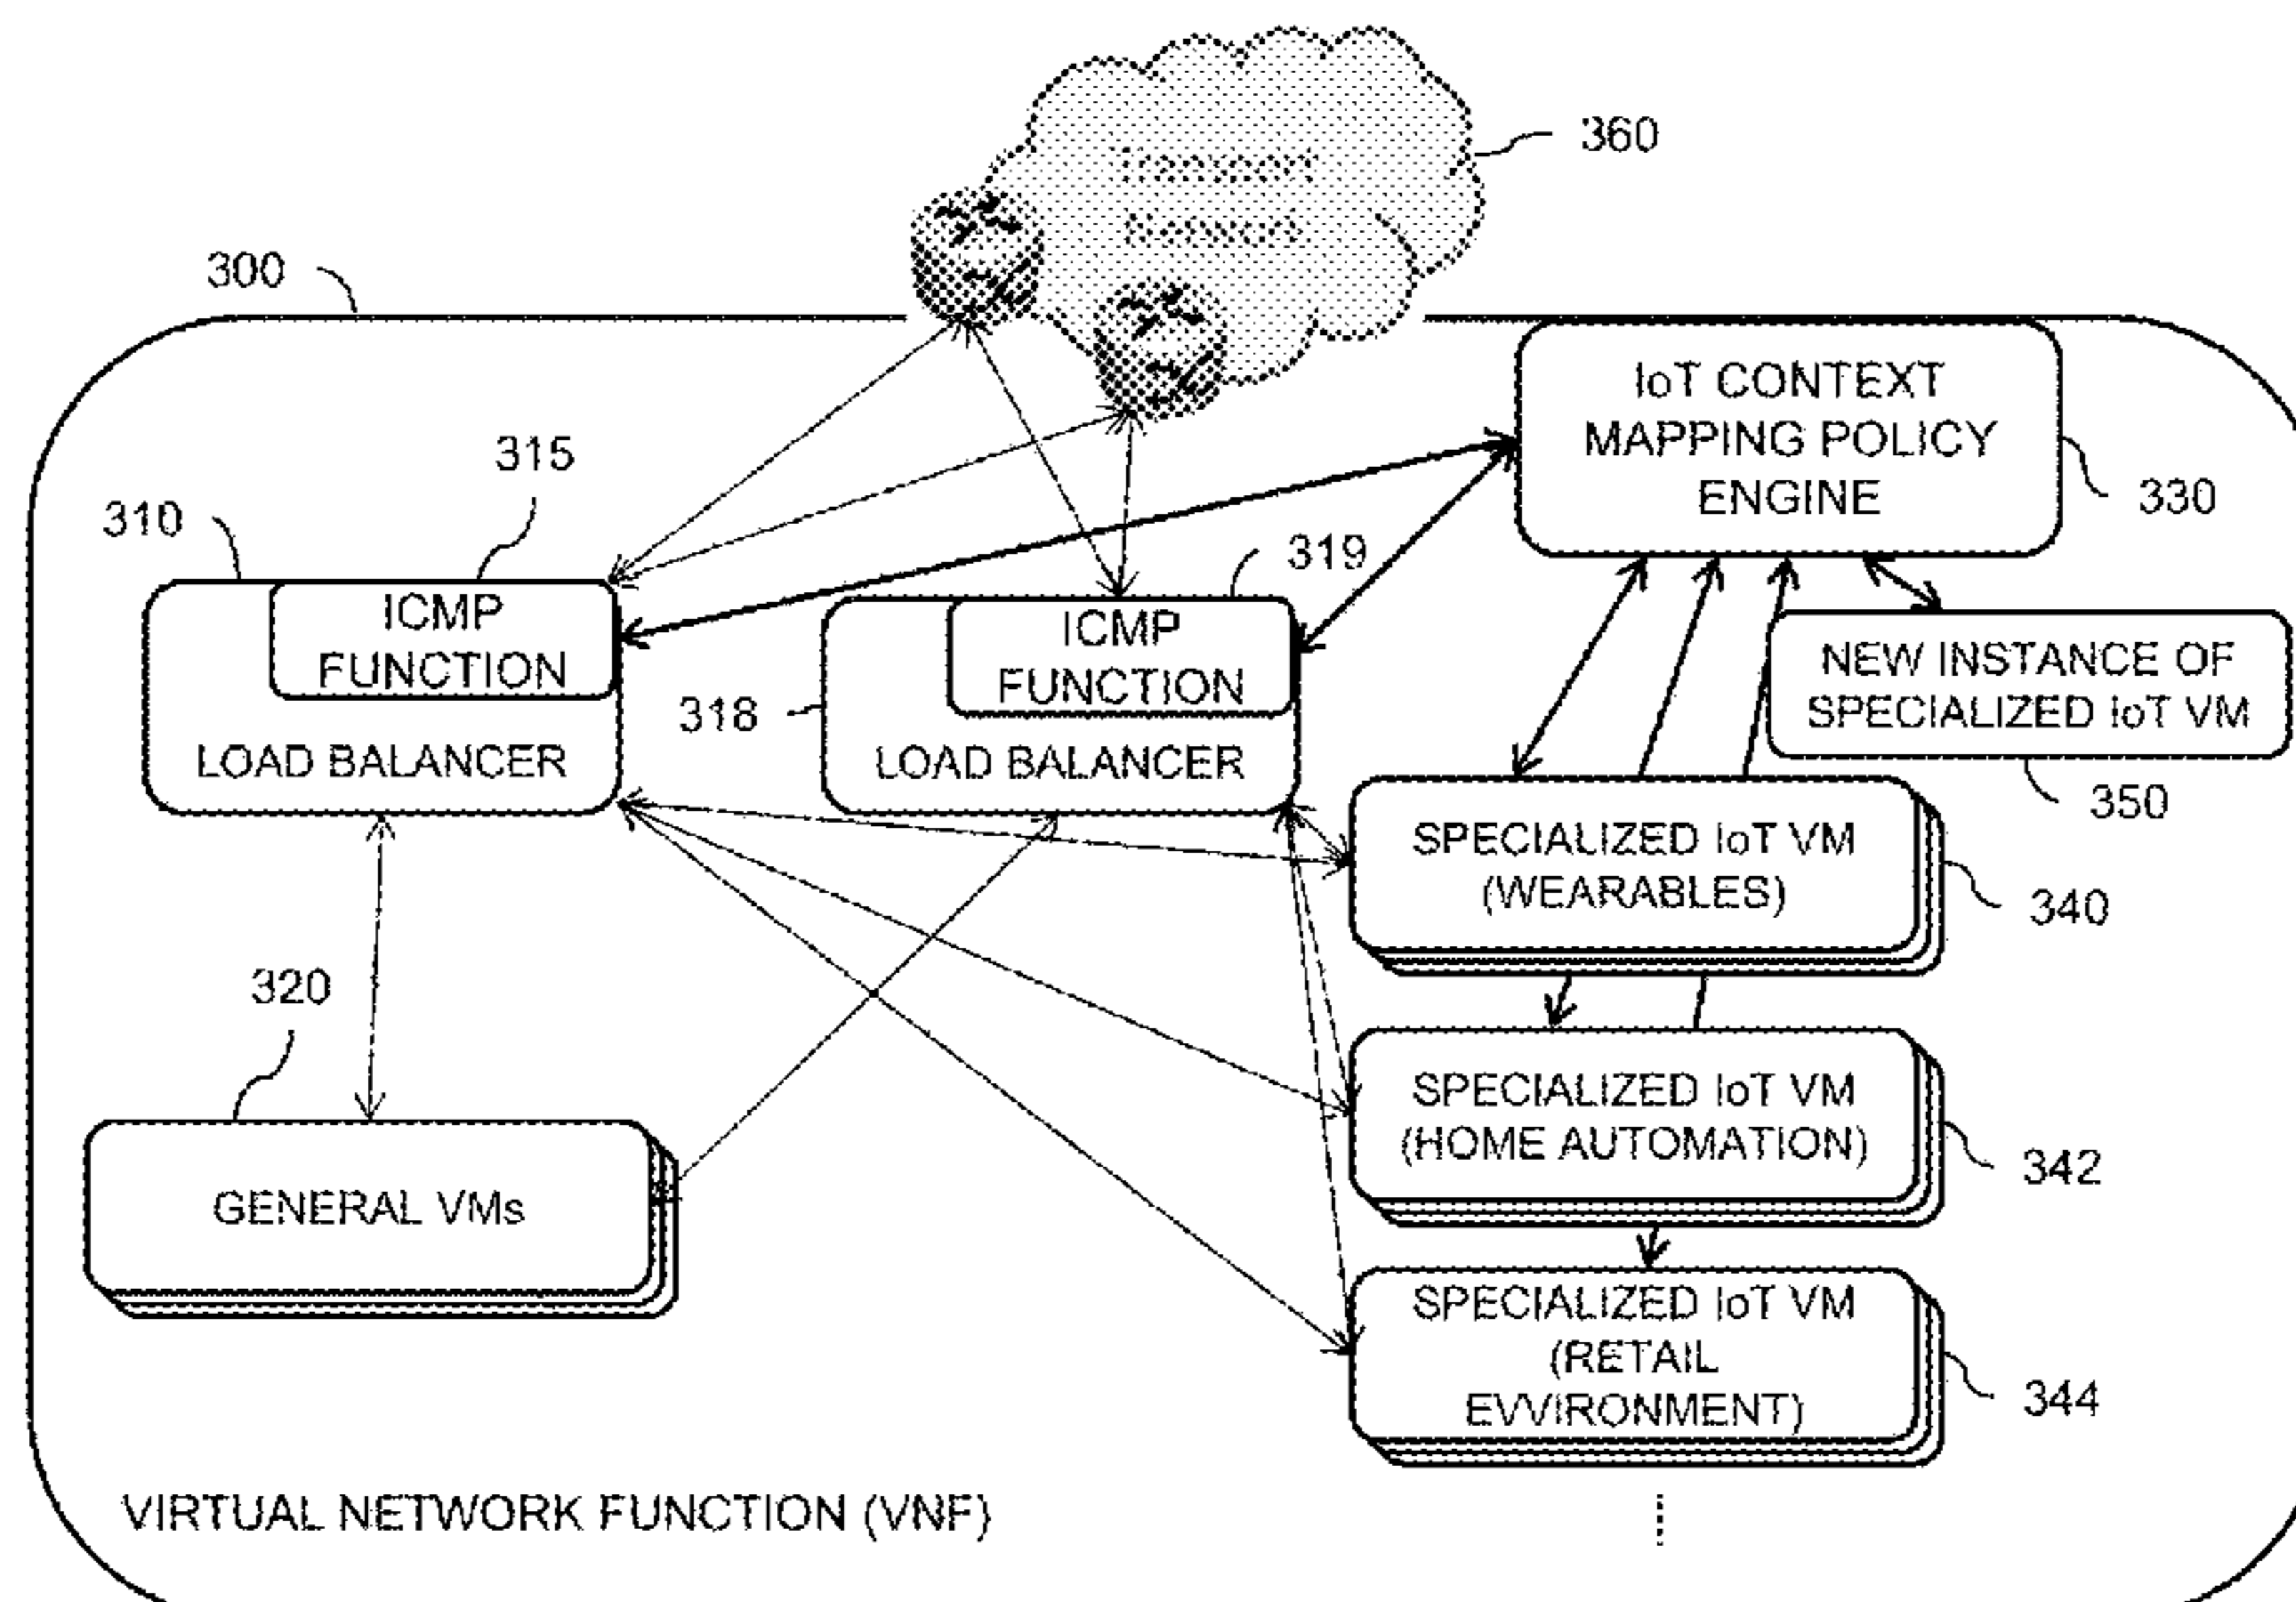 360
300
IoT CONTEXT
MAPPING POLICY
ENGINE
330
315
310
319
ICMP
FUNCTION
LOAD BALANCER
318
ICMP
FUNCTION
LOAD BALANCER
NEW INSTANCE OF
SPECIALIZED IoT VM
350
SPECIALIZED IoT VM
(WEARABLES)
340
320
GENERAL VMs
SPECIALIZED IoT VM
(HOME AUTOMATION)
342
SPECIALIZED IoT VM
(RETAIL
EVVIRONMENT)
344
VIRTUAL NETWORK FUNCTION (VNF)